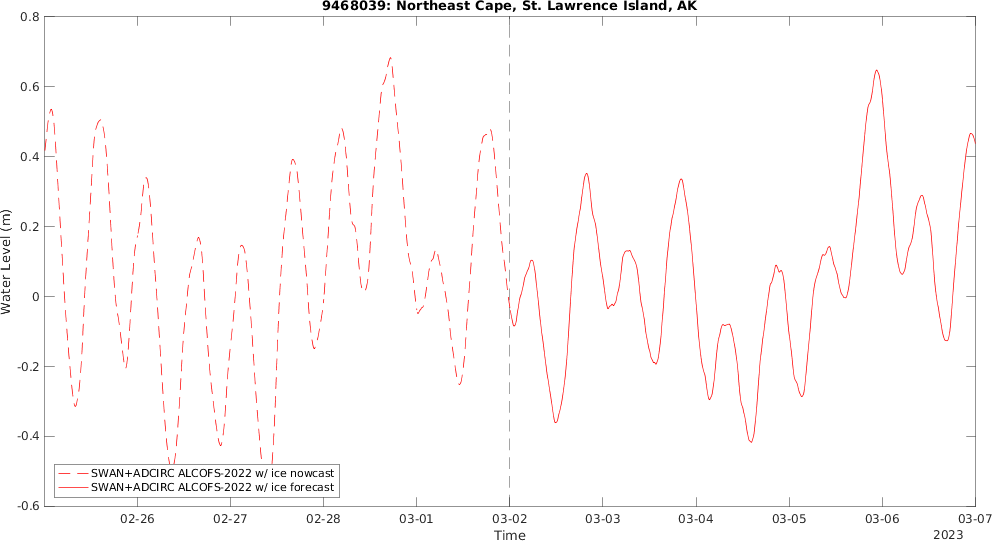 9468039: Northeast Cape, St. Lawrence Island, AK
0.8
0.6
0.4
0.2
0
-0.2
-0.4
-0.6
Water Level (m)
SWAN+ADCIRC ALCOFS-2022 w/ ice nowcast
SWAN+ADCIRC ALCOFS-2022 w/ ice forecast
02-26 02-27 02-28 03-01 03-02 03-03 03-04 03-05 03-06 03-07
Time
2023